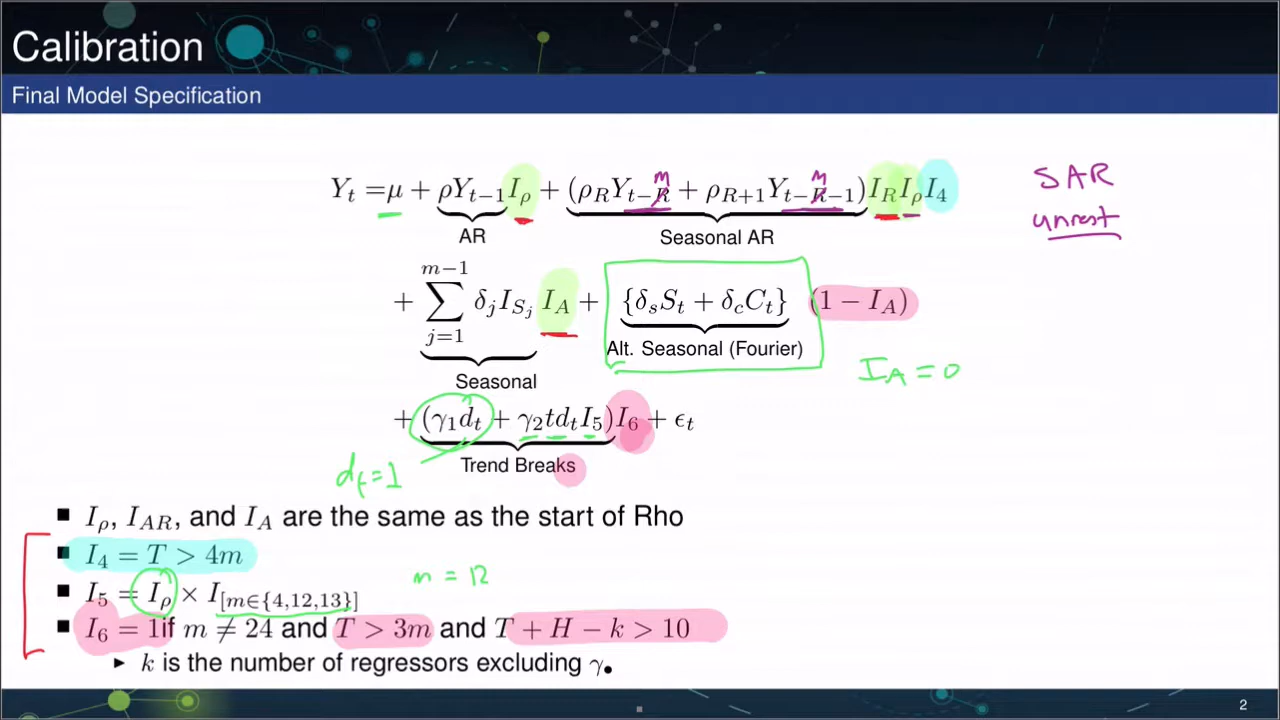 Calibration
Final Model Specification
Y_t = μ + ρY_{t−1}I_ρ + (ρ_R Y_{t−R} + ρ_{R+1} Y_{t−R−1}) I_R I_ρ I_4
m m
SAR
unrest
AR
Seasonal AR
+ \sum_{j=1}^{m−1} δ_j I_{S_j} I_A + {δ_s S_t + δ_c C_t} (1 − I_A)
Alt. Seasonal (Fourier)
I_A = 0
Seasonal
+ (γ_1 d_t + γ_2 t d_t I_5) I_6 + ϵ_t
Trend Breaks
d_t = 1
■ I_ρ, I_{AR}, and I_A are the same as the start of Rho
■ I_4 = T > 4m
m = 12
■ I_5 = I_ρ × I_{[m∈{4,12,13}]}
■ I_6 = 1if m ≠ 24 and T > 3m and T + H − k > 10
▶ k is the number of regressors excluding γ.
2